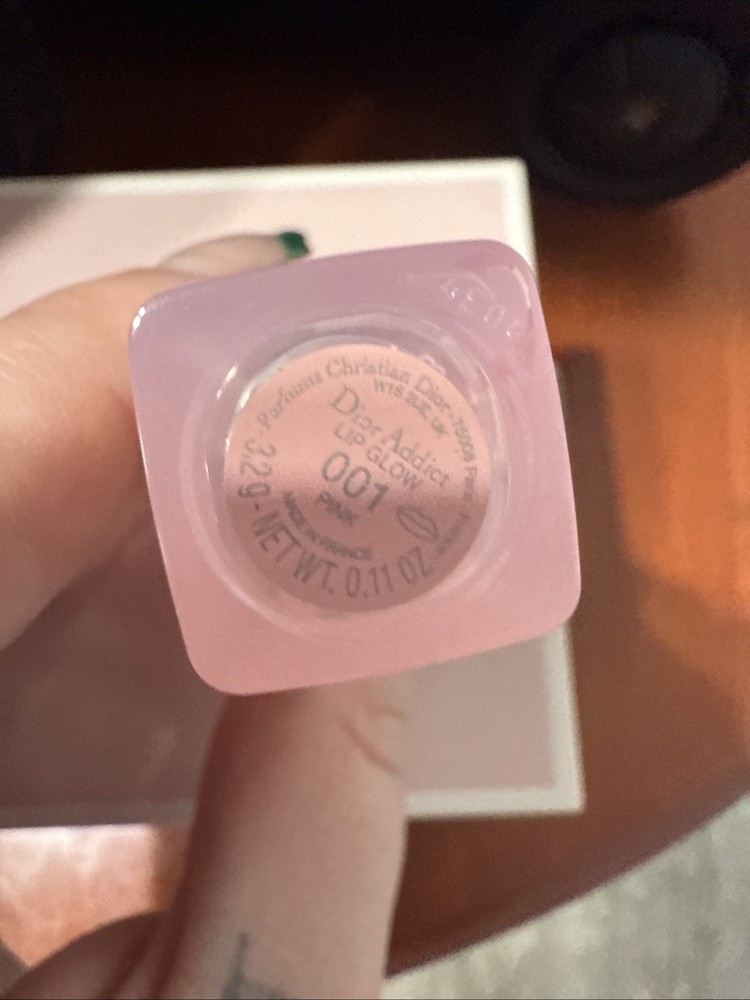 Parfums Christian Dior - 75008 Paris - France
W1S 2UE, UK
Dior Addict
LIP GLOW
001
PINK
MADE IN FRANCE
3,2 g - NET WT. 0.11 OZ